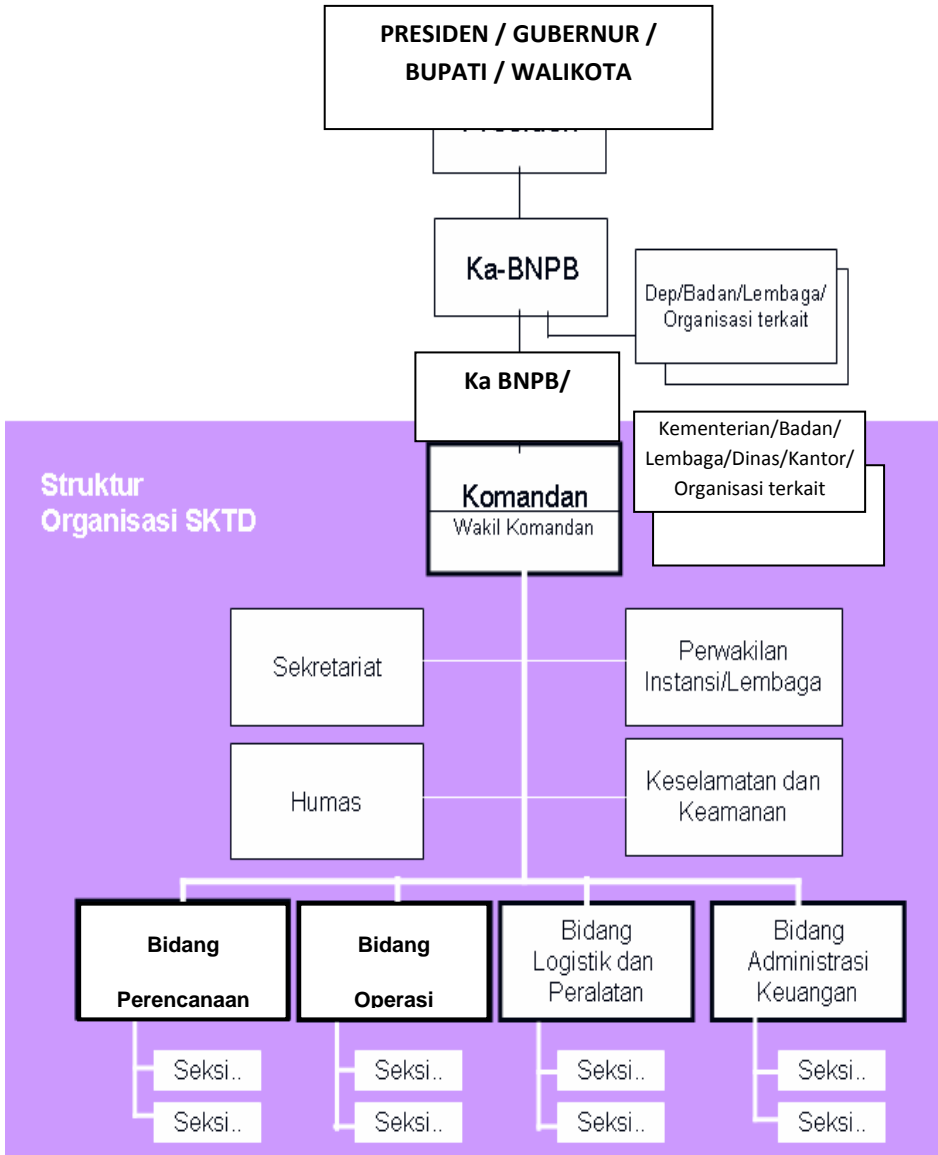 PRESIDEN / GUBERNUR /
BUPATI / WALIKOTA
Ka-BNPB
Dep/Badan/Lembaga/
Organisasi terkait
Ka BNPB/
Kementerian/Badan/
Lembaga/Dinas/Kantor/
Organisasi terkait
Struktur
Organisasi SKTD
Komandan
Wakil Komandan
Sekretariat
Perwakilan
Instansi/Lembaga
Humas
Keselamatan dan
Keamanan
Bidang
Perencanaan
Bidang
Operasi
Bidang
Logistik dan
Peralatan
Bidang
Administrasi
Keuangan
Seksi..
Seksi..
Seksi..
Seksi..
Seksi..
Seksi..
Seksi..
Seksi..